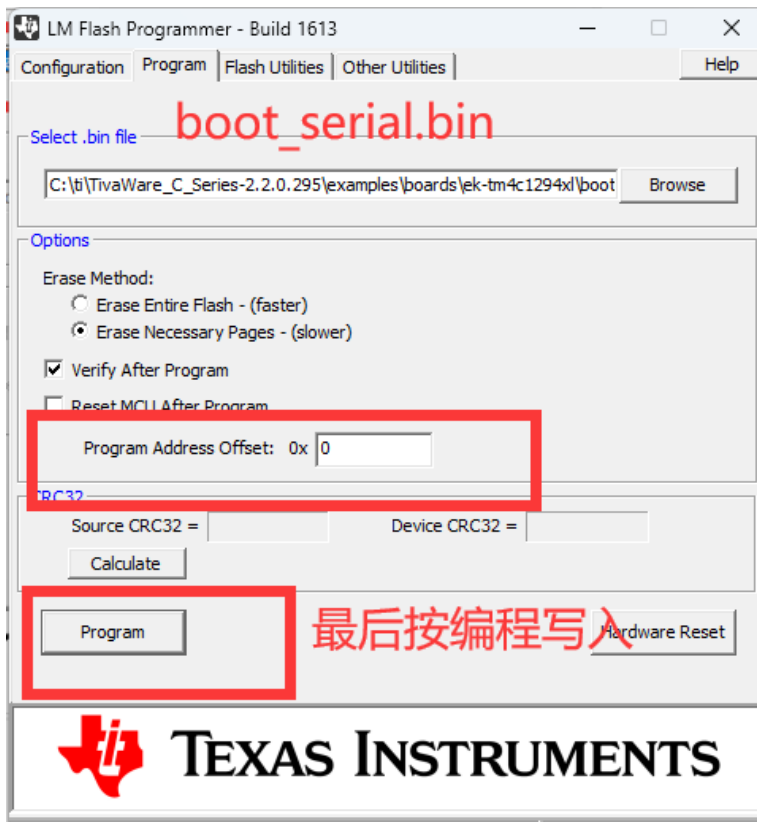 LM Flash Programmer - Build 1613
Configuration Program Flash Utilities Other Utilities Help
boot_serial.bin
Select .bin file
C:\ti\TivaWare_C_Series-2.2.0.295\examples\boards\ek-tm4c1294xl\boot Browse
Options
Erase Method:
Erase Entire Flash - (faster)
Erase Necessary Pages - (slower)
Verify After Program
Reset MCU After Program
Program Address Offset: 0x 0
CRC32
Source CRC32 = Device CRC32 =
Calculate
Program 最后按编程写入 Hardware Reset
TEXAS INSTRUMENTS